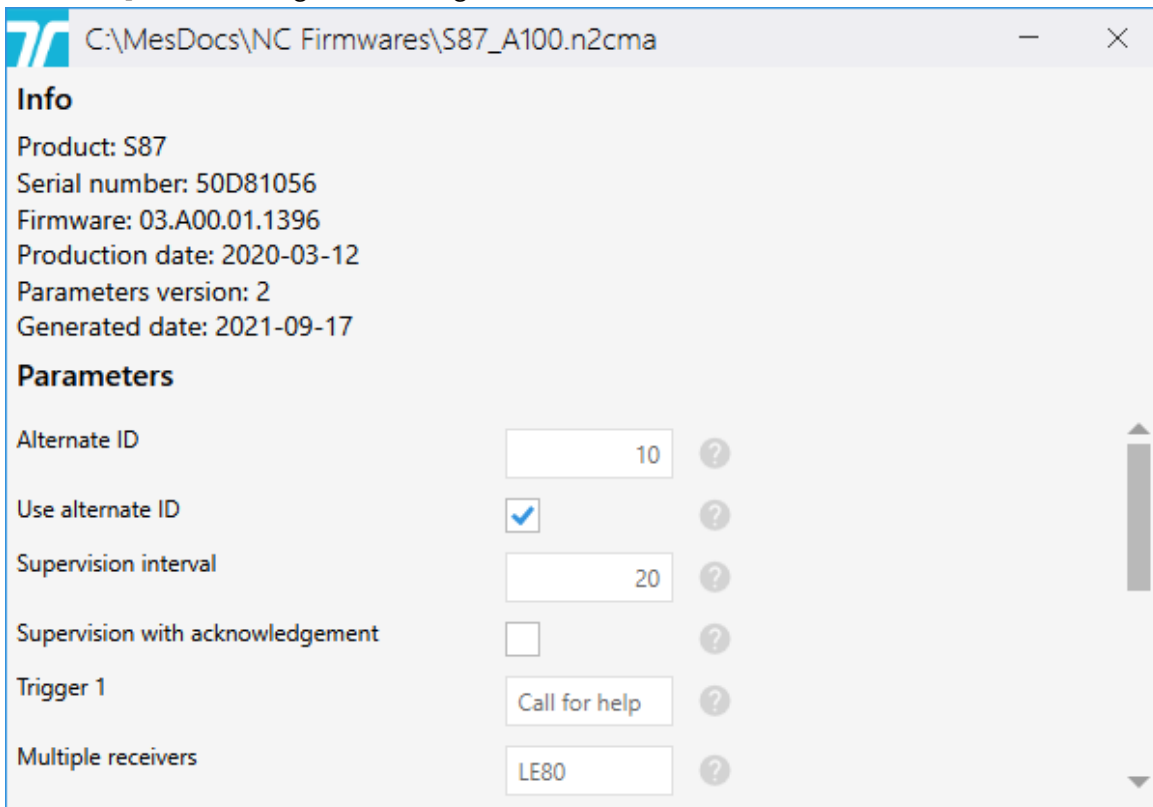 C:\MesDocs\NC Firmwares\S87_A100.n2cma
Info
Product: S87
Serial number: 50D81056
Firmware: 03.A00.01.1396
Production date: 2020-03-12
Parameters version: 2
Generated date: 2021-09-17
Parameters
Alternate ID 10
Use alternate ID
Supervision interval 20
Supervision with acknowledgement
Trigger 1 Call for help
Multiple receivers LE80